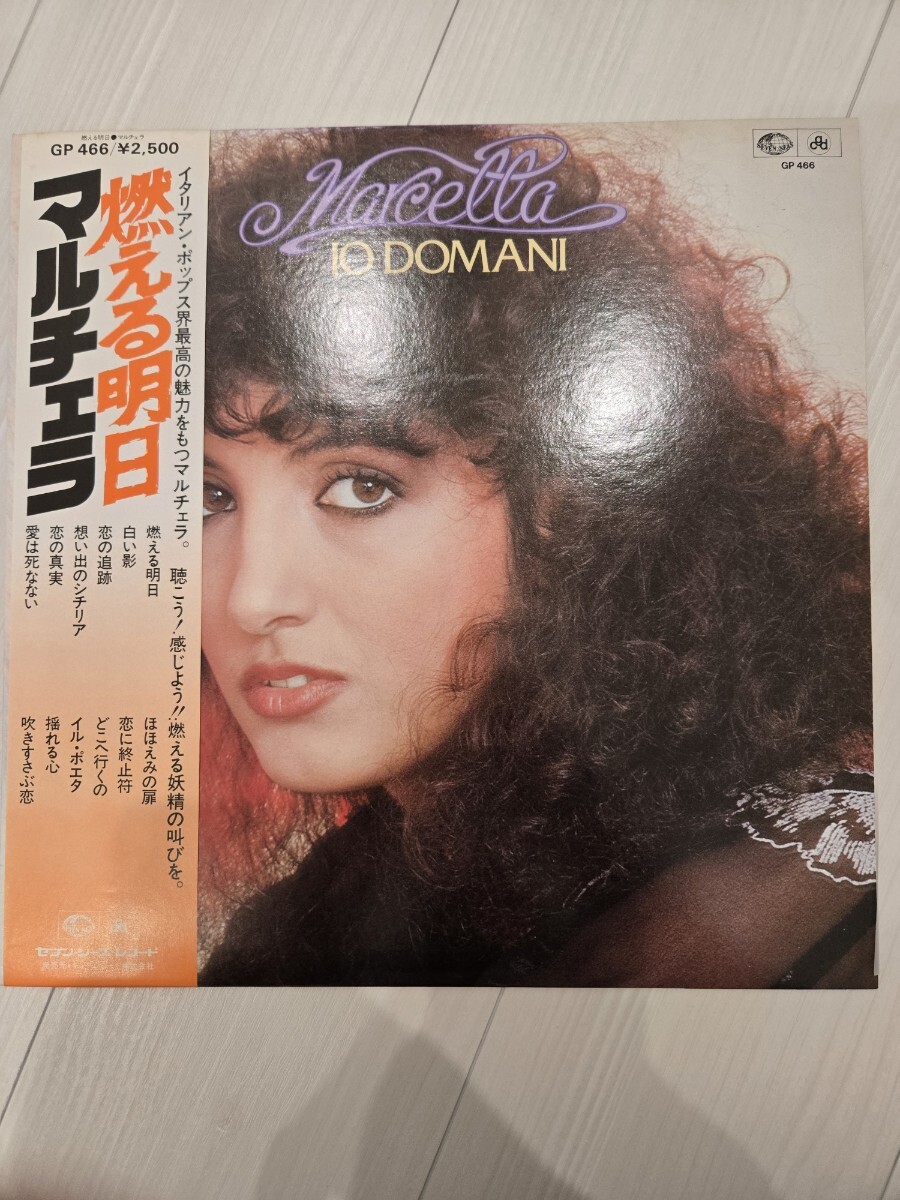 燃える明日●マルチェラ
GP 466/¥2,500
燃える明日
マルチェラ
イタリアン・ポップス界最高の魅力をもつマルチェラ。 聴こう!感じよう!!燃える妖精の叫びを。
燃える明日
白い影
恋の追跡
想い出のシチリア
恋の真実
愛は死なない
ほほえみの扉
恋に終止符
どこへ行くの
イル・ポエタ
揺れる心
吹きすさぶ恋
セブン・シーズ・レコード
Marcella
IO DOMANI
SEVEN SEAS
GP 466